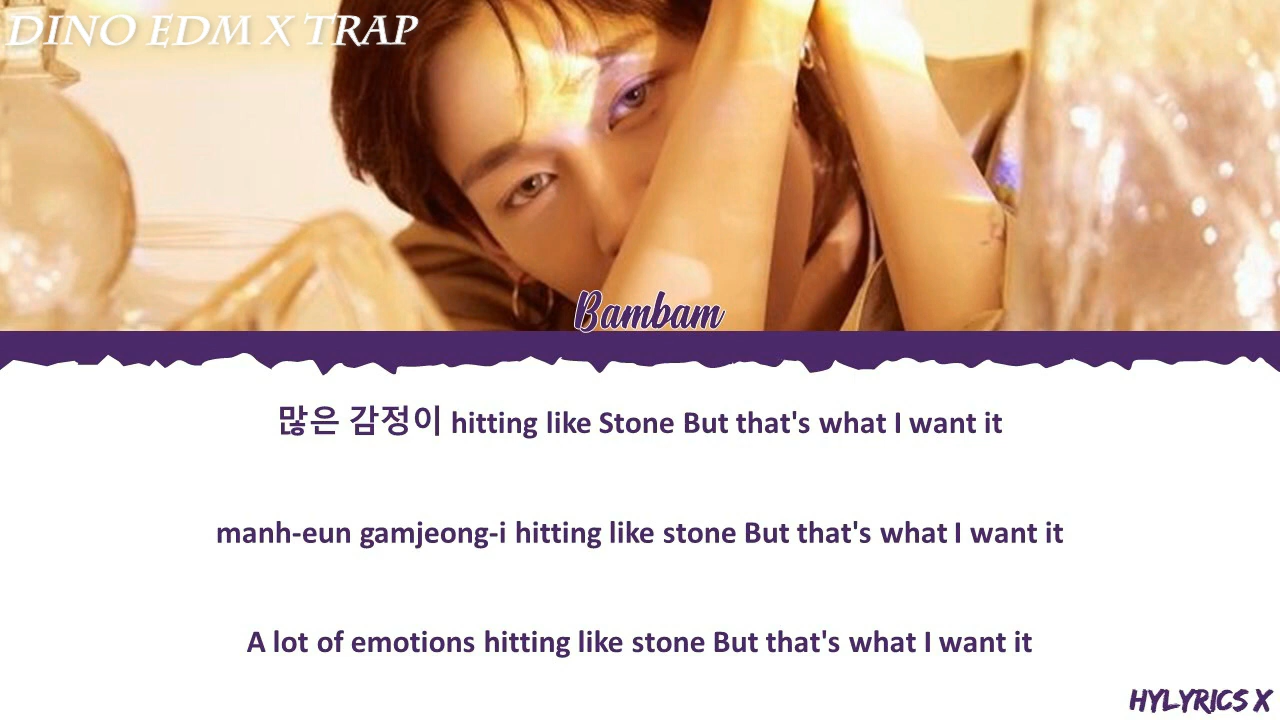 DINO EDM X TRAP
Bambam
많은 감정이 hitting like Stone But that's what I want it
manh-eun gamjeong-i hitting like stone But that's what I want it
A lot of emotions hitting like stone But that's what I want it
HYLYRICS X